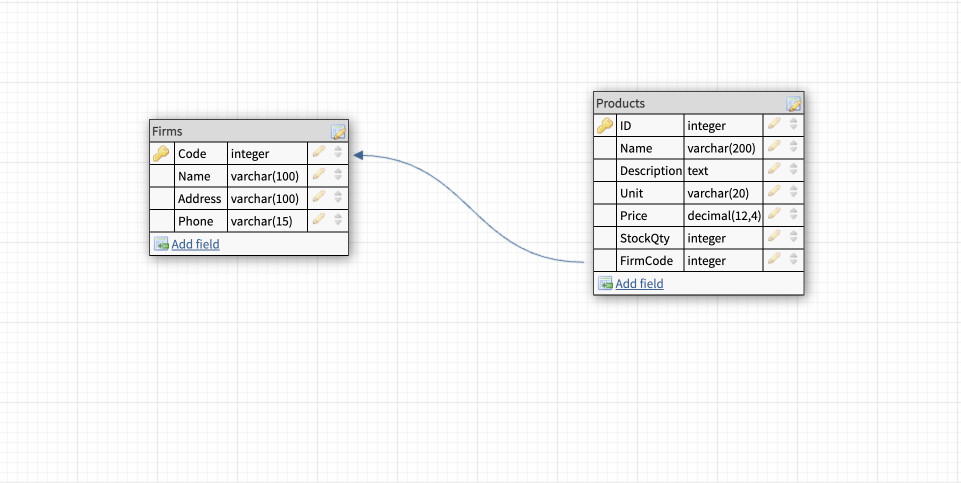 Firms
Code integer
Name varchar(100)
Address varchar(100)
Phone varchar(15)
Add field
Products
ID integer
Name varchar(200)
Description text
Unit varchar(20)
Price decimal(12,4)
StockQty integer
FirmCode integer
Add field